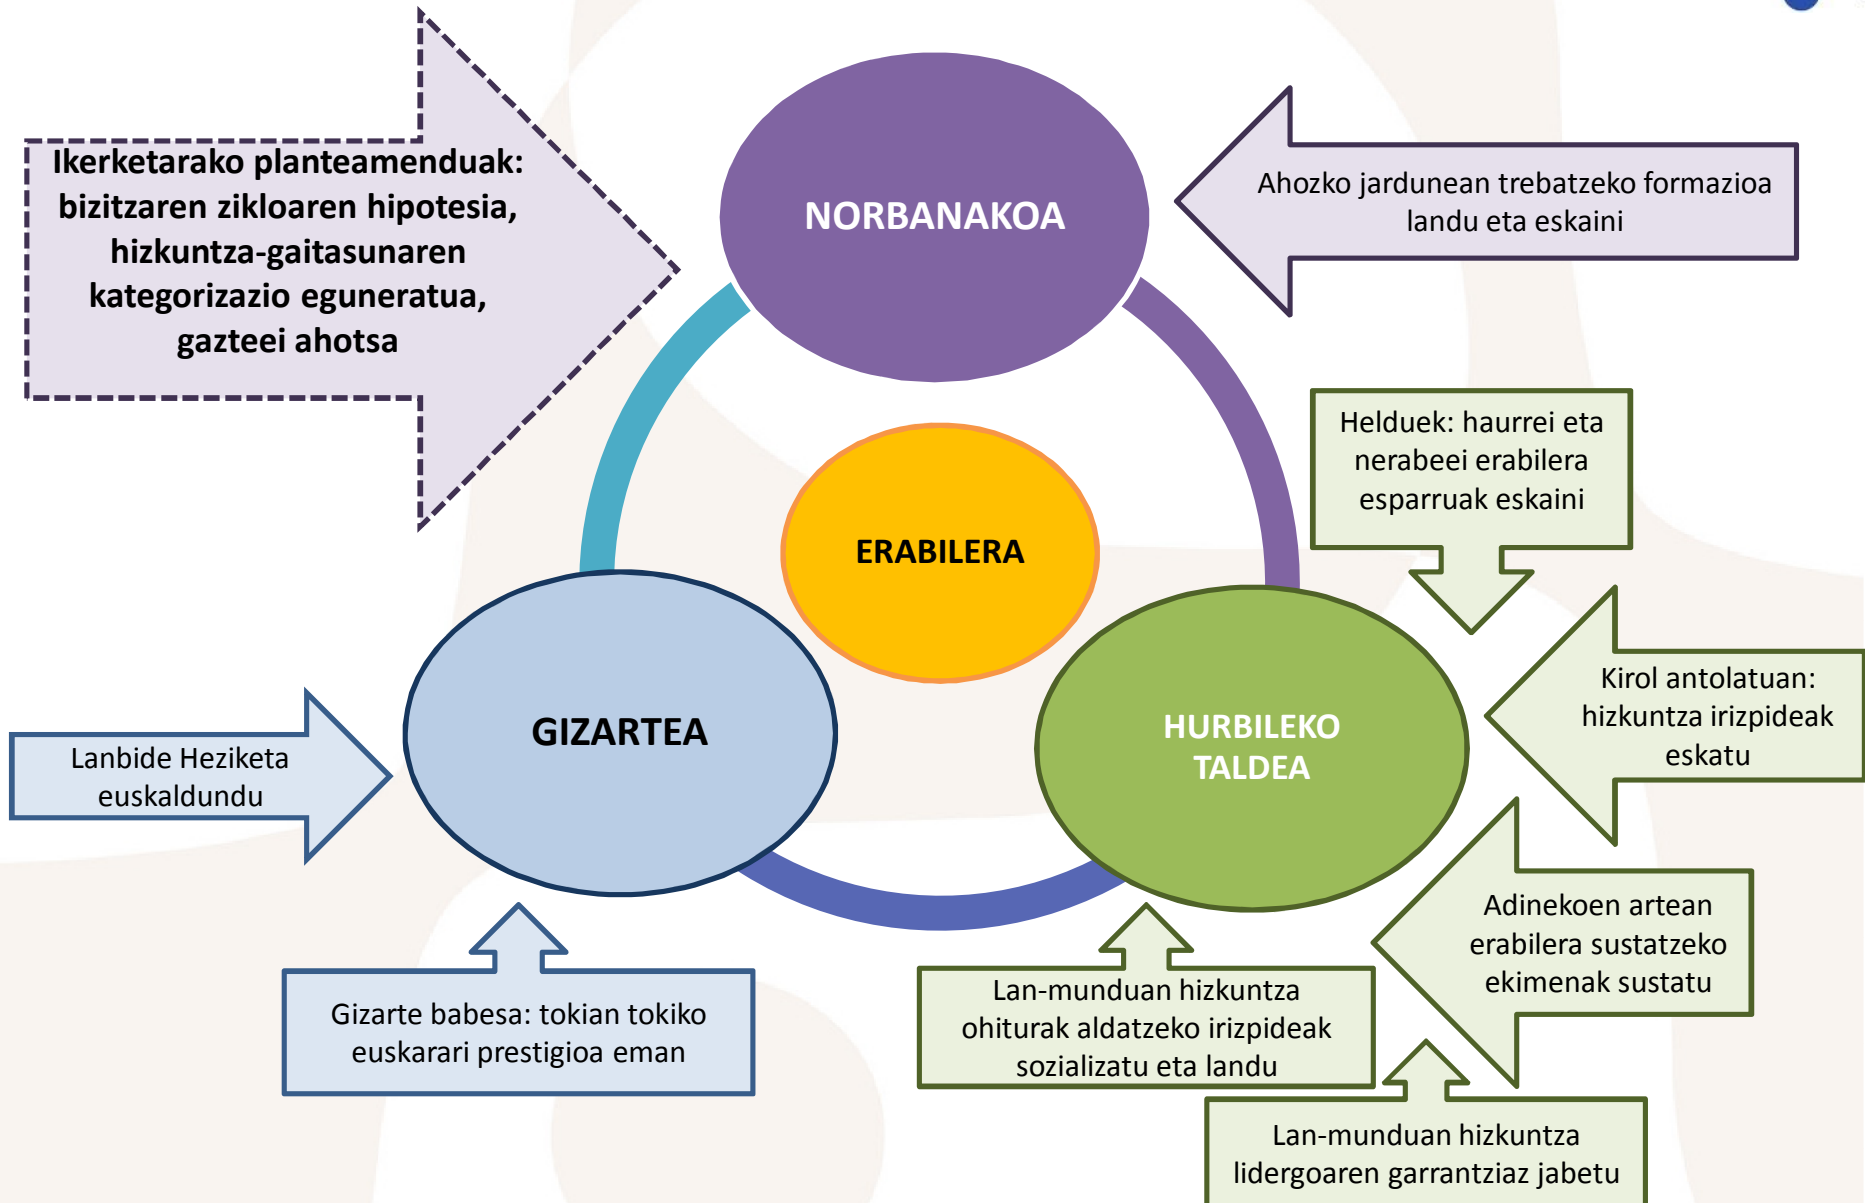 Ikerketarako planteamenduak:
bizitzaren zikloaren hipotesia,
hizkuntza-gaitasunaren
kategorizazio eguneratua,
gazteei ahotsa
NORBANAKOA
Ahozko jardunean trebatzeko formazioa
landu eta eskaini
Helduek: haurrei eta
nerabeei erabilera
esparruak eskaini
ERABILERA
Kirol antolatuan:
hizkuntza irizpideak
eskatu
GIZARTEA
HURBILEKO
TALDEA
Lanbide Heziketa
euskaldundu
Adinekoen artean
erabilera sustatzeko
ekimenak sustatu
Gizarte babesa: tokian tokiko
euskarari prestigioa eman
Lan-munduan hizkuntza
ohiturak aldatzeko irizpideak
sozializatu eta landu
Lan-munduan hizkuntza
lidergoaren garrantziaz jabetu